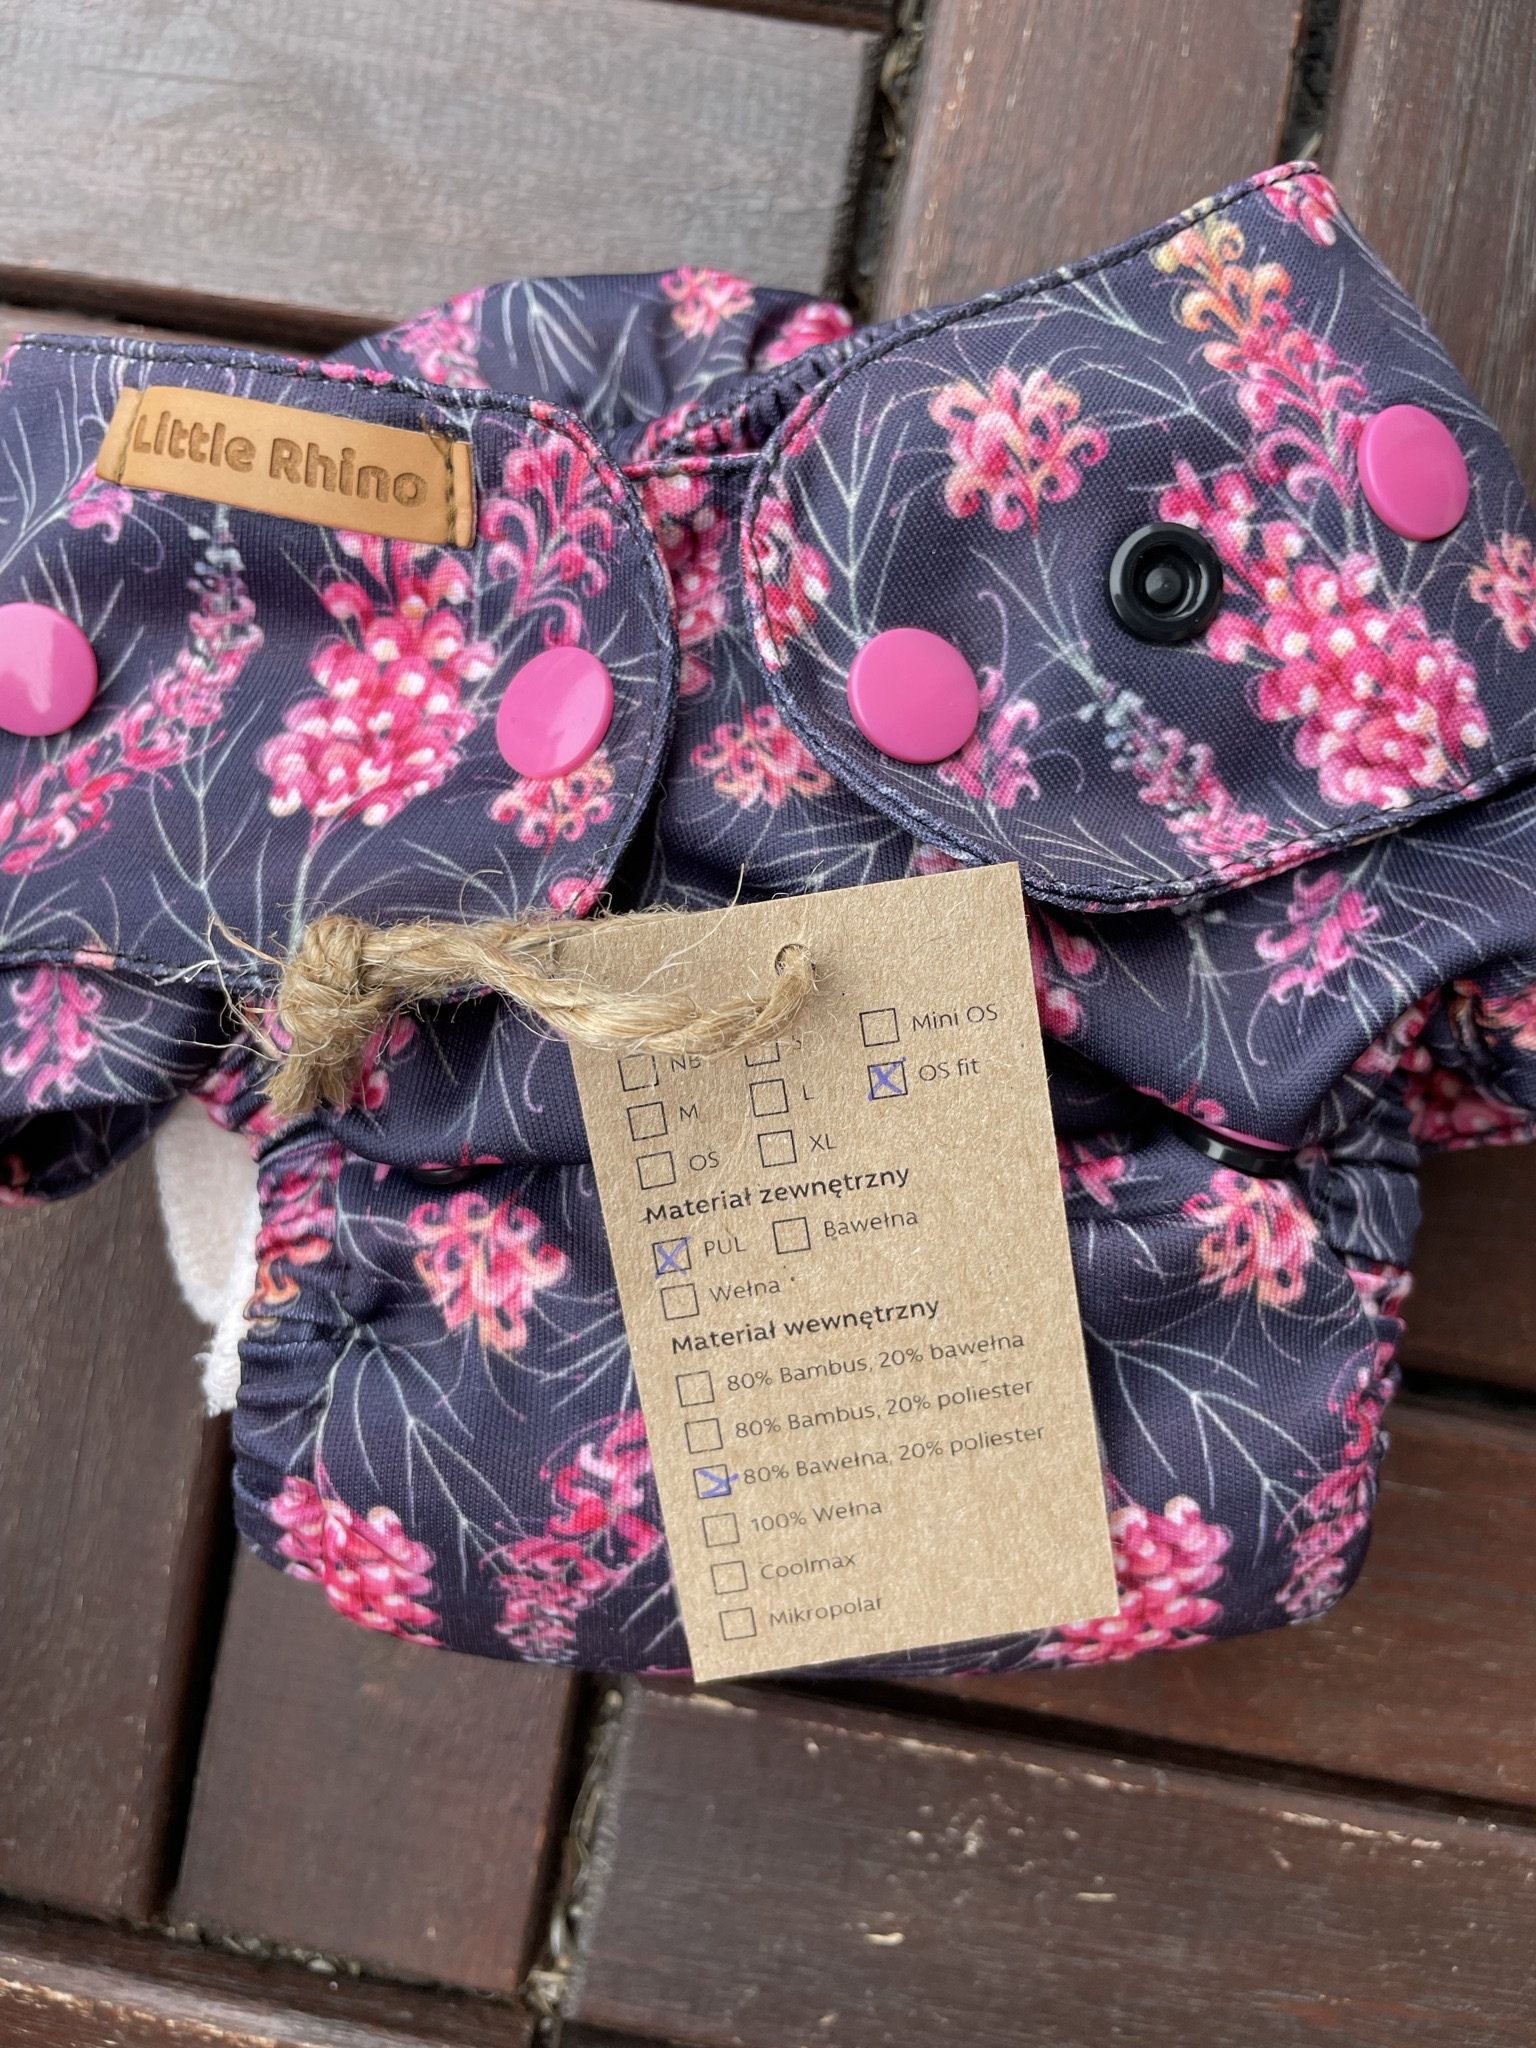 Little Rhino
NB S Mini OS
M L OS fit
OS XL
Materiał zewnętrzny
PUL Bawełna
Wełna
Materiał wewnętrzny
80% Bambus, 20% bawełna
80% Bambus, 20% poliester
80% Bawełna, 20% poliester
100% Wełna
Coolmax
Mikropolar